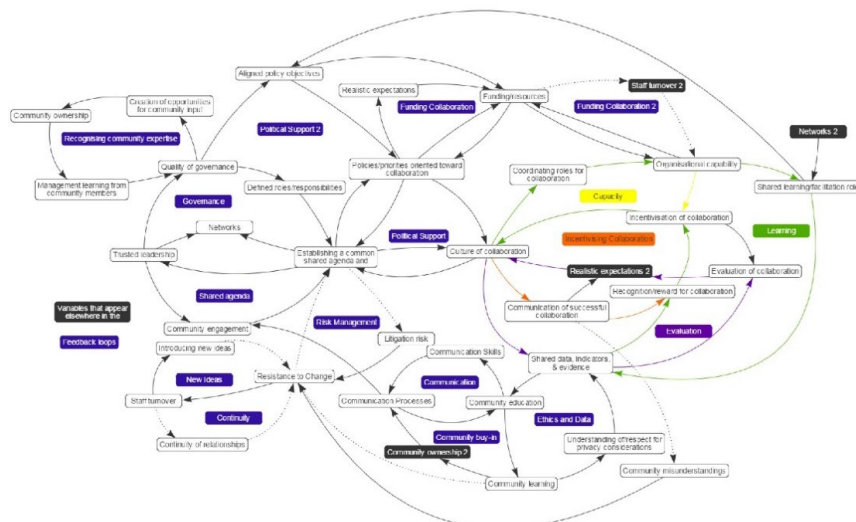 Aligned policy objectives
Staff turnover 2
Realistic expectations
Funding/resources
Creation of opportunities
for community input
Community ownership
Funding Collaboration
Funding Collaboration 2
Networks 2
Political Support 2
Recognising community expertise
Quality of governance
Policies/priorities oriented toward
collaboration
Organisational capability
Coordinating roles for
collaboration
Management learning from
community members
Defined roles/responsibilities
Shared learning/facilitation role
Capacity
Governance
Incentivisation of collaboration
Networks
Political Support
Learning
Incentivising Collaboration
Trusted leadership
Establishing a common
shared agenda and
Culture of collaboration
Realistic expectations 2
Evaluation of collaboration
Recognition/reward for collaboration
Shared agenda
Variables that appear
elsewhere in the
Communication of successful
collaboration
Risk Management
Community engagement
Evaluation
Litigation risk
Feedback loops
Introducing new ideas
Communication Skills
Shared data, indicators,
& evidence
New Ideas
Resistance to Change
Communication
Staff turnover
Communication Processes
Community education
Continuity
Ethics and Data
Community buy-in
Continuity of relationships
Understanding of/respect for
privacy considerations
Community ownership 2
Community misunderstandings
Community learning